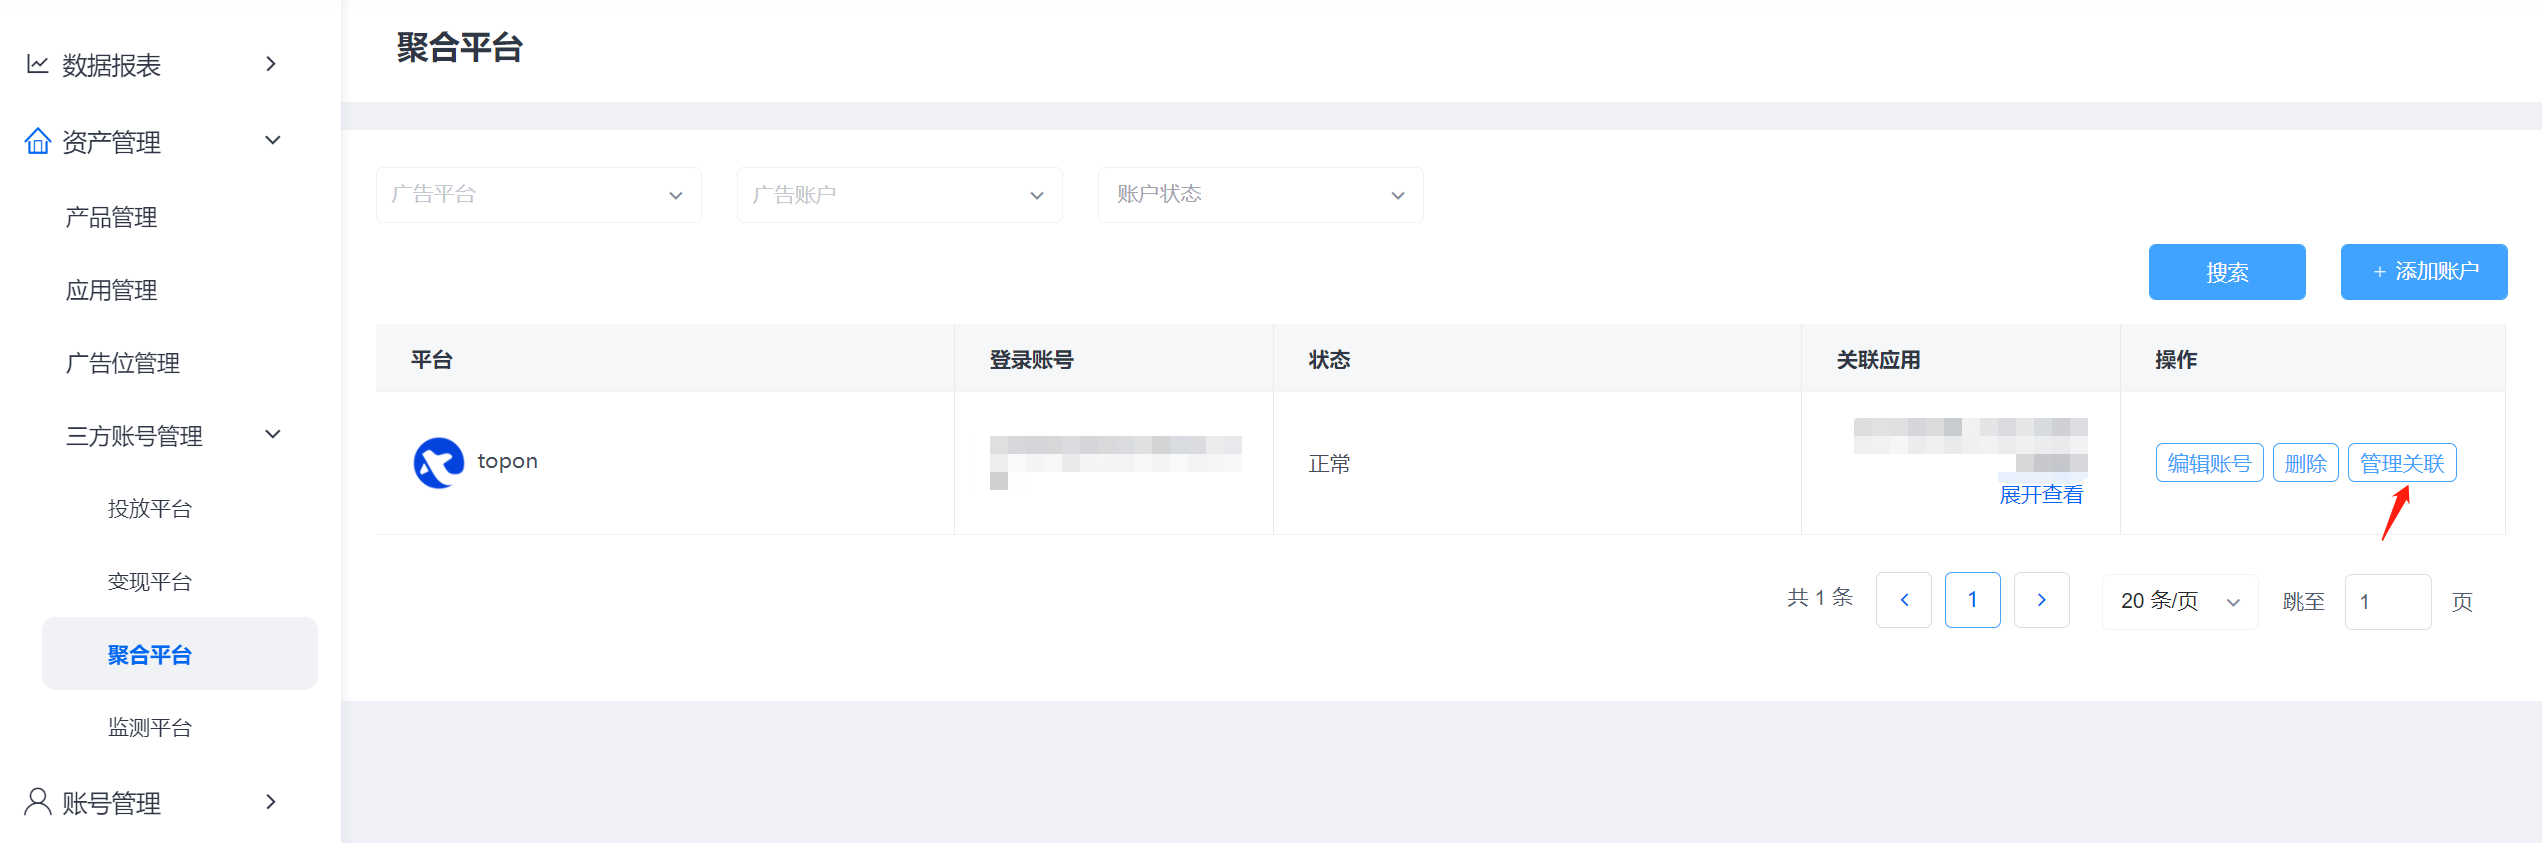 数据报表
资产管理
产品管理
应用管理
广告位管理
三方账号管理
投放平台
变现平台
聚合平台
监测平台
账号管理
聚合平台
广告平台
广告账户
账户状态
搜索
+ 添加账户
平台
登录账号
状态
关联应用
操作
topon
正常
展开查看
编辑账号
删除
管理关联
共 1 条
1
20 条/页
跳至
1
页